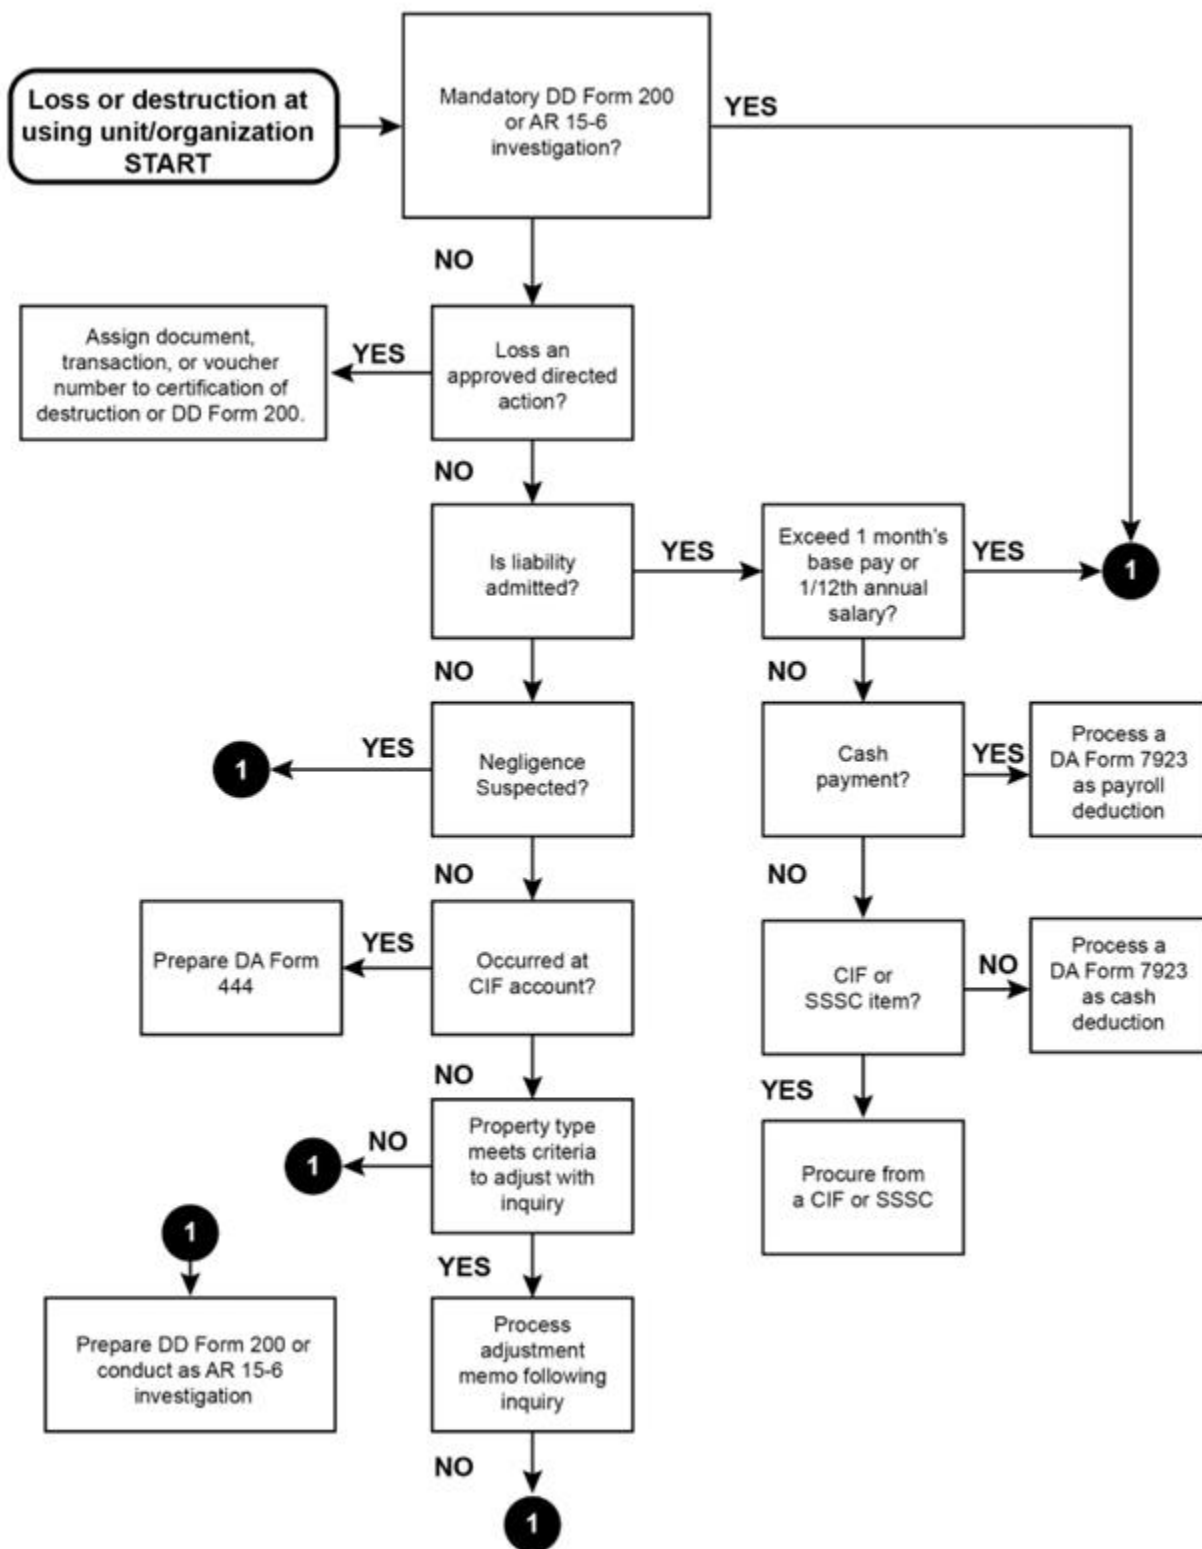 Loss or destruction at
using unit/organization
START
Mandatory DD Form 200
or AR 15-6
investigation?
YES
NO
Assign document,
transaction, or voucher
number to certification of
destruction or DD Form 200.
YES
Loss an
approved directed
action?
NO
Is liability
admitted?
YES
Exceed 1 month's
base pay or
1/12th annual
salary?
YES
1
NO
NO
1
YES
Negligence
Suspected?
Cash
payment?
YES
Process a
DA Form 7923
as payroll
deduction
NO
NO
Prepare DA Form
444
YES
Occurred at
CIF account?
CIF or
SSSC item?
NO
Process a
DA Form 7923
as cash
deduction
NO
YES
1
NO
Property type
meets criteria
to adjust with
inquiry
Procure from
a CIF or SSSC
1
YES
Prepare DD Form 200 or
conduct as AR 15-6
investigation
Process
adjustment
memo following
inquiry
NO
1